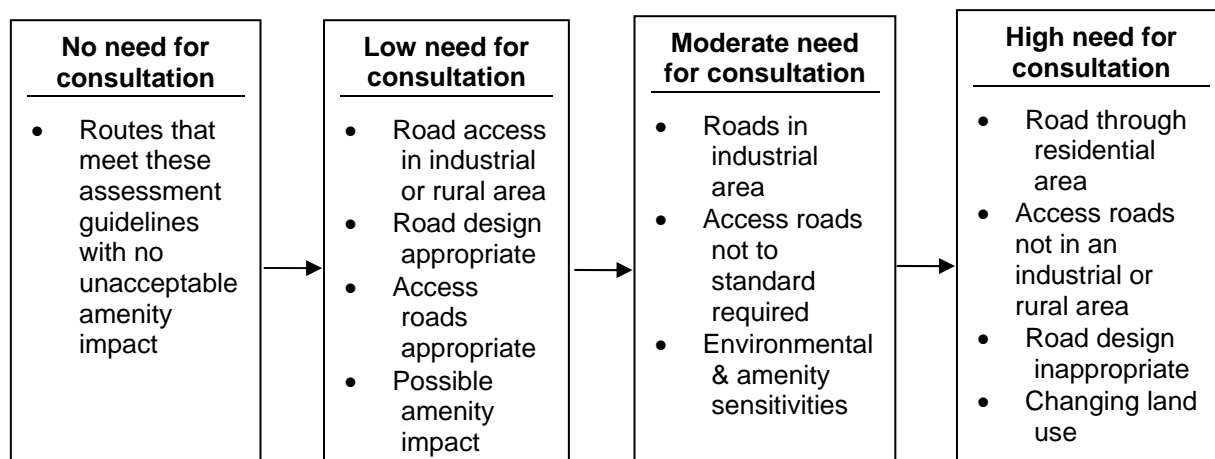 No need for
consultation
• Routes that
meet these
assessment
guidelines
with no
unacceptable
amenity
impact
Low need for
consultation
• Road access
in industrial
or rural area
• Road design
appropriate
• Access
roads
appropriate
• Possible
amenity
impact
Moderate need
for consultation
• Roads in
industrial
area
• Access roads
not to
standard
required
• Environmental
& amenity
sensitivities
High need for
consultation
• Road through
residential
area
• Access roads
not in an
industrial or
rural area
• Road design
inappropriate
• Changing land
use